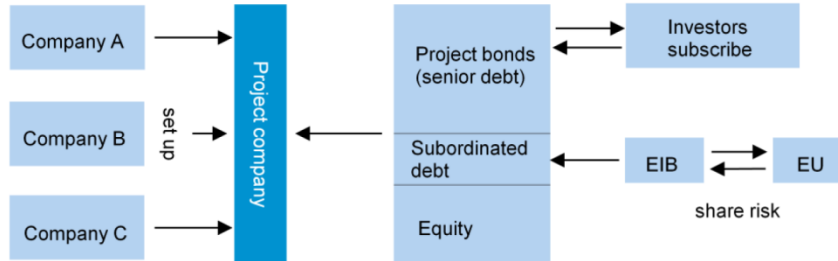 Company A
Company B
Company C
set up
Project company
Project bonds
(senior debt)
Subordinated
debt
Equity
Investors
subscribe
EIB
EU
share risk